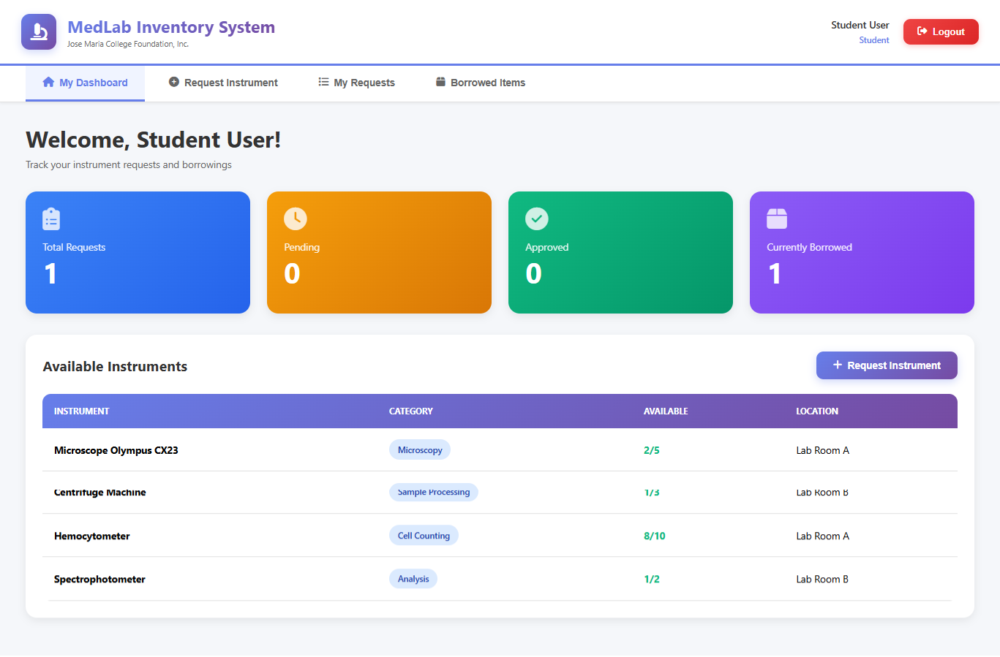 MedLab Inventory System
Jose Maria College Foundation, Inc.
Student User
Student
Logout
My Dashboard
Request Instrument
My Requests
Borrowed Items
Welcome, Student User!
Track your instrument requests and borrowings
Total Requests
1
Pending
0
Approved
0
Currently Borrowed
1
Available Instruments
Request Instrument
INSTRUMENT CATEGORY AVAILABLE LOCATION
Microscope Olympus CX23 Microscopy 2/5 Lab Room A
Centrifuge Machine Sample Processing 1/3 Lab Room B
Hemocytometer Cell Counting 8/10 Lab Room A
Spectrophotometer Analysis 1/2 Lab Room B